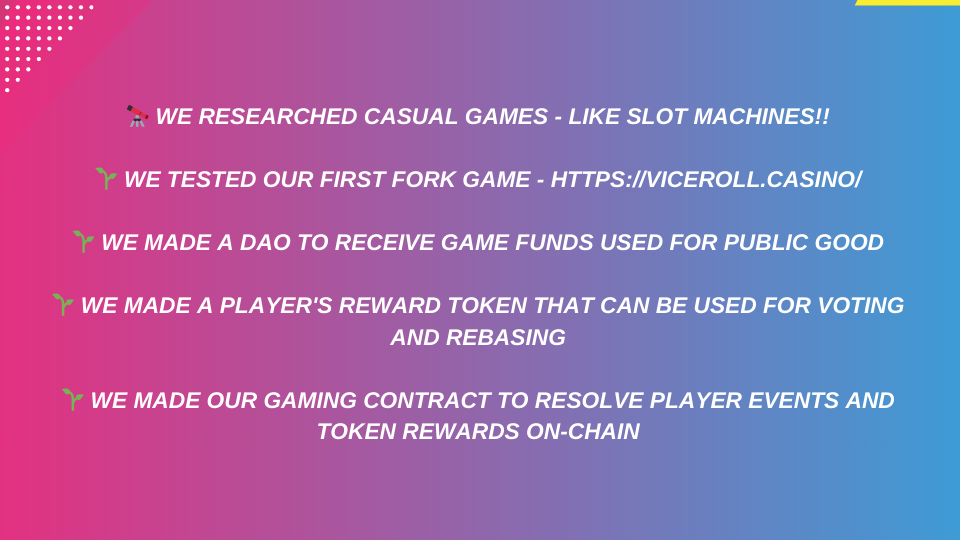 🔭 WE RESEARCHED CASUAL GAMES - LIKE SLOT MACHINES!!
🌱 WE TESTED OUR FIRST FORK GAME - HTTPS://VICEROLL.CASINO/
🌱 WE MADE A DAO TO RECEIVE GAME FUNDS USED FOR PUBLIC GOOD
🌱 WE MADE A PLAYER'S REWARD TOKEN THAT CAN BE USED FOR VOTING
AND REBASING
🌱 WE MADE OUR GAMING CONTRACT TO RESOLVE PLAYER EVENTS AND
TOKEN REWARDS ON-CHAIN